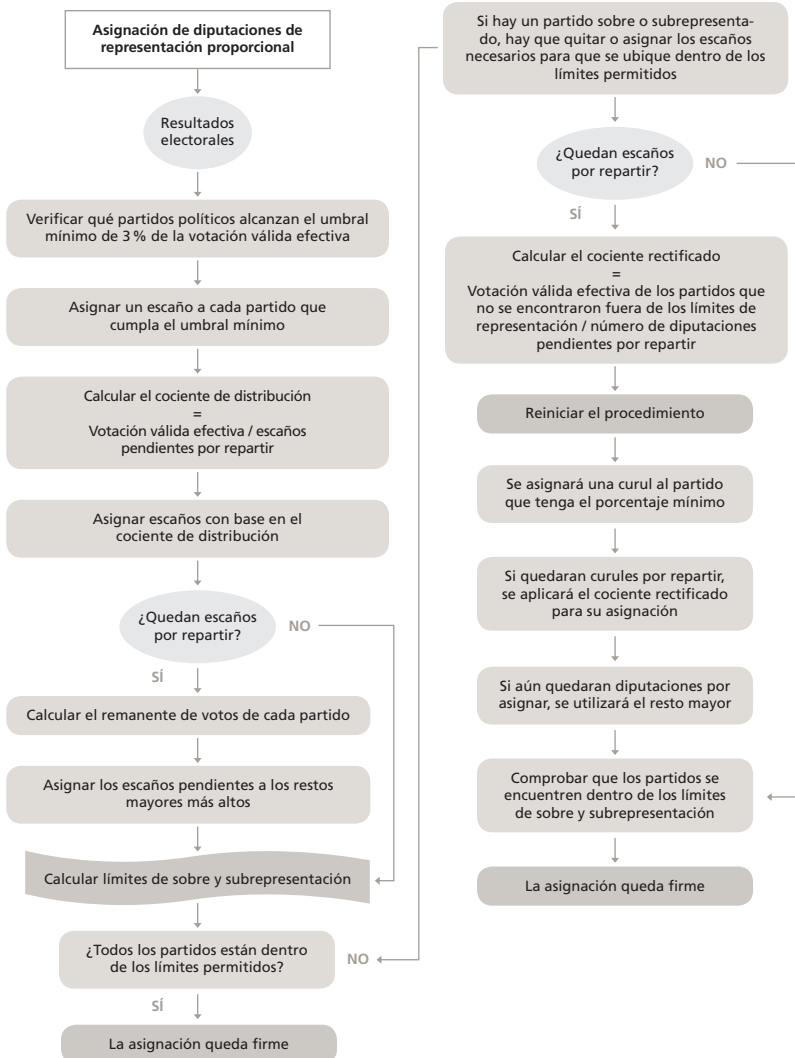 Asignación de diputaciones de
representación proporcional
Resultados
electorales
Verificar qué partidos políticos alcanzan el umbral
mínimo de 3 % de la votación válida efectiva
Asignar un escaño a cada partido que
cumpla el umbral mínimo
Calcular el cociente de distribución
=
Votación válida efectiva / escaños
pendientes por repartir
Asignar escaños con base en el
cociente de distribución
¿Quedan escaños
por repartir?
NO
SÍ
Calcular el remanente de votos de cada partido
Asignar los escaños pendientes a los restos
mayores más altos
Calcular límites de sobre y subrepresentación
¿Todos los partidos están dentro
de los límites permitidos?
NO
SÍ
La asignación queda firme
Si hay un partido sobre o subrepresenta-
do, hay que quitar o asignar los escaños
necesarios para que se ubique dentro de los
límites permitidos
¿Quedan escaños
por repartir?
NO
SÍ
Calcular el cociente rectificado
=
Votación válida efectiva de los partidos que
no se encontraron fuera de los límites de
representación / número de diputaciones
pendientes por repartir
Reiniciar el procedimiento
Se asignará una curul al partido
que tenga el porcentaje mínimo
Si quedaran curules por repartir,
se aplicará el cociente rectificado
para su asignación
Si aún quedaran diputaciones por
asignar, se utilizará el resto mayor
Comprobar que los partidos se
encuentren dentro de los límites
de sobre y subrepresentación
La asignación queda firme